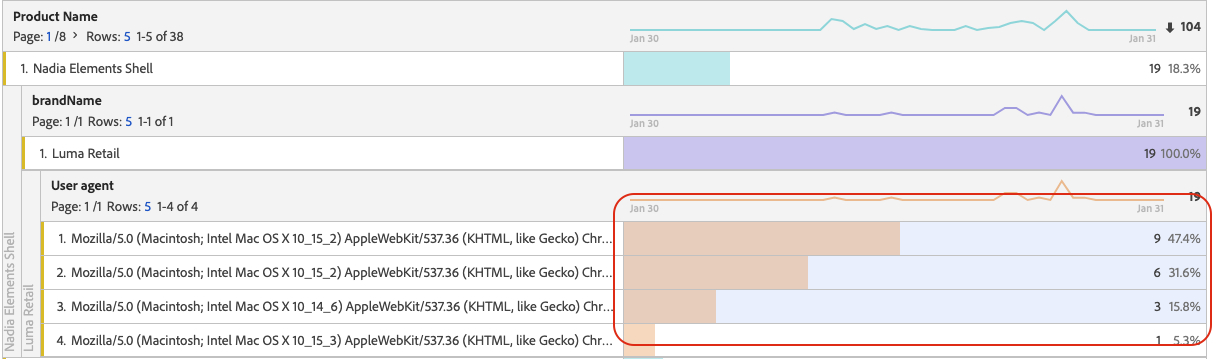 Product Name
Page: 1 /8 > Rows: 5 1-5 of 38
Jan 30 Jan 31
104
1. Nadia Elements Shell 19 18.3%
brandName
Page: 1 /1 Rows: 5 1-1 of 1
Jan 30 Jan 31
19
1. Luma Retail 19 100.0%
User agent
Page: 1 /1 Rows: 5 1-4 of 4
Jan 30 Jan 31
19
1. Mozilla/5.0 (Macintosh; Intel Mac OS X 10_15_2) AppleWebKit/537.36 (KHTML, like Gecko) Chr... 9 47.4%
2. Mozilla/5.0 (Macintosh; Intel Mac OS X 10_15_2) AppleWebKit/537.36 (KHTML, like Gecko) Chr... 6 31.6%
3. Mozilla/5.0 (Macintosh; Intel Mac OS X 10_14_6) AppleWebKit/537.36 (KHTML, like Gecko) Chr... 3 15.8%
4. Mozilla/5.0 (Macintosh; Intel Mac OS X 10_15_3) AppleWebKit/537.36 (KHTML, like Gecko) Chr... 1 5.3%
Nadia Elements Shell
Luma Retail